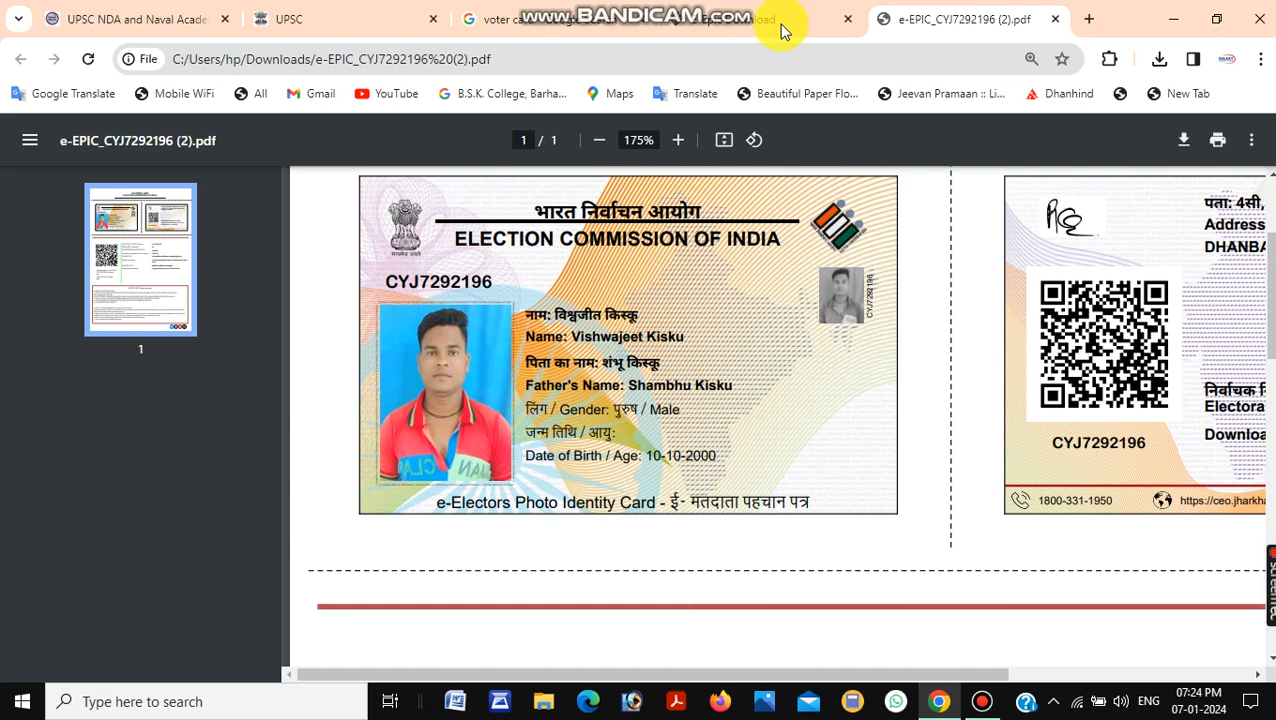 UPSC NDA and Naval Acade
UPSC
voter ca
www.BANDICAM.com
e-EPIC_CYJ7292196 (2).pdf
File
C:/Users/hp/Downloads/e-EPIC_CYJ7292196%20(2).pdf
Google Translate
Mobile WiFi
All
Gmail
YouTube
B.S.K. College, Barha...
Maps
Translate
Beautiful Paper Flo...
Jeevan Pramaan :: Li...
Dhanhind
New Tab
e-EPIC_CYJ7292196 (2).pdf
1 / 1
175%
1
भारत निर्वाचन आयोग
ELECTION COMMISSION OF INDIA
CYJ7292196
CYJ7292196
नाम: विश्वजीत किस्कू
Name: Vishwajeet Kisku
पिता का नाम: शंभू किस्कू
Father's Name: Shambhu Kisku
लिंग / Gender: पुरुष / Male
जन्म तिथि / आयु:
Date of Birth / Age: 10-10-2000
e-Electors Photo Identity Card - ई- मतदाता पहचान पत्र
पता: 4सी,
Address
DHANBA
निर्वाचक
Electora
Downloa
CYJ7292196
1800-331-1950
https://ceo.jharkha
Type here to search
ENG
07:24 PM
07-01-2024